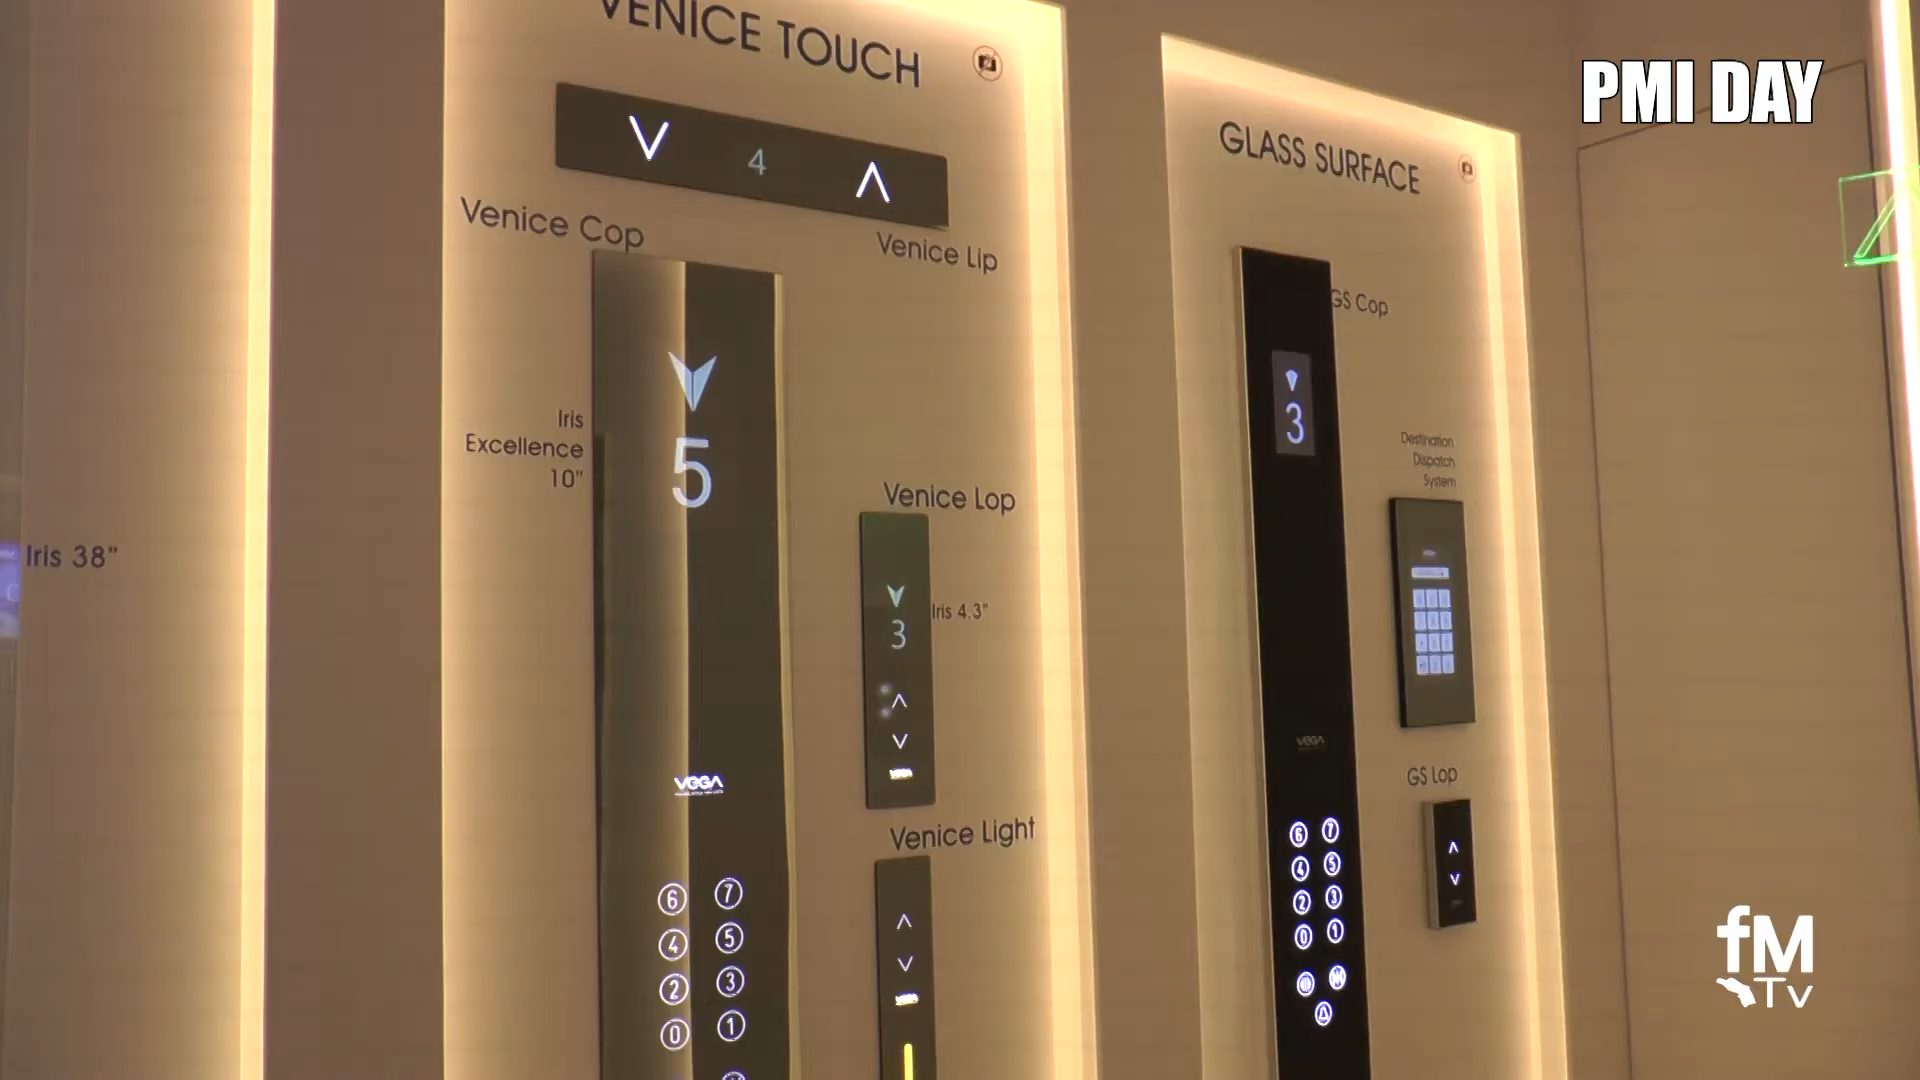 VENICE TOUCH
4
Venice Cop
Venice Lip
5
Iris
Excellence
10"
VEGA
6 7
4 5
2 3
0 1
Venice Lop
3
Iris 4.3"
Venice Light
Iris 38"
GLASS SURFACE
GS Cop
3
Destination
Dispatch
System
VEGA
6 7
4 5
2 3
0 1
GS Lop
PMI DAY
fM
Tv